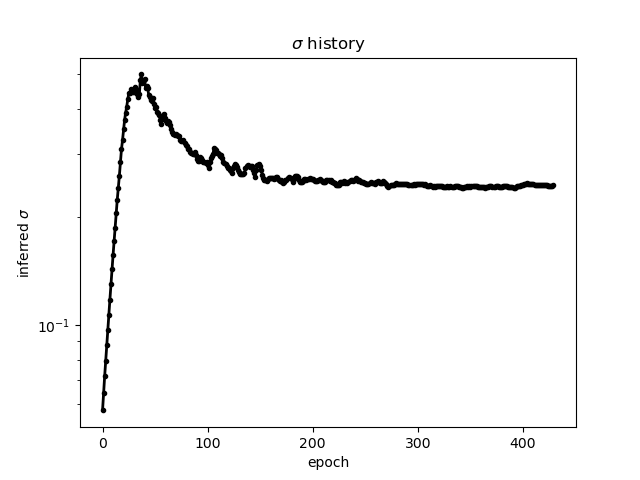 σ history
inferred σ
10⁻¹
0 100 200 300 400
epoch